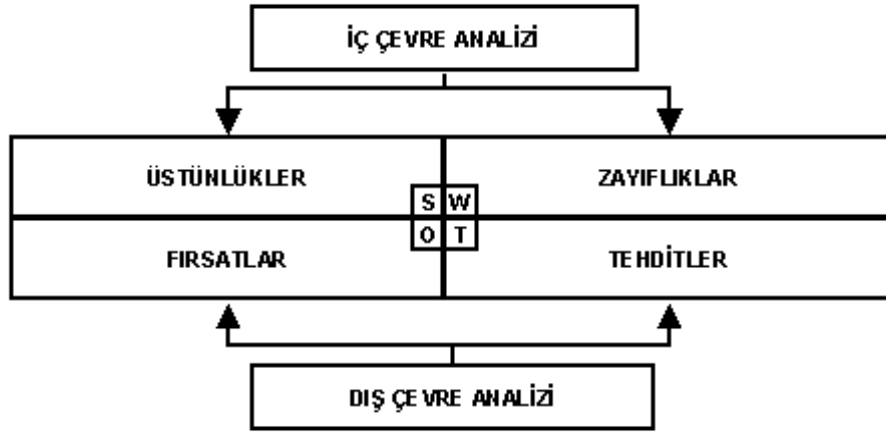 İÇ ÇEVRE ANALİZİ
ÜSTÜNLÜKLER
ZAYIFLIKLAR
S W
O T
FIRSATLAR
TEHDİTLER
DIŞ ÇEVRE ANALİZİ